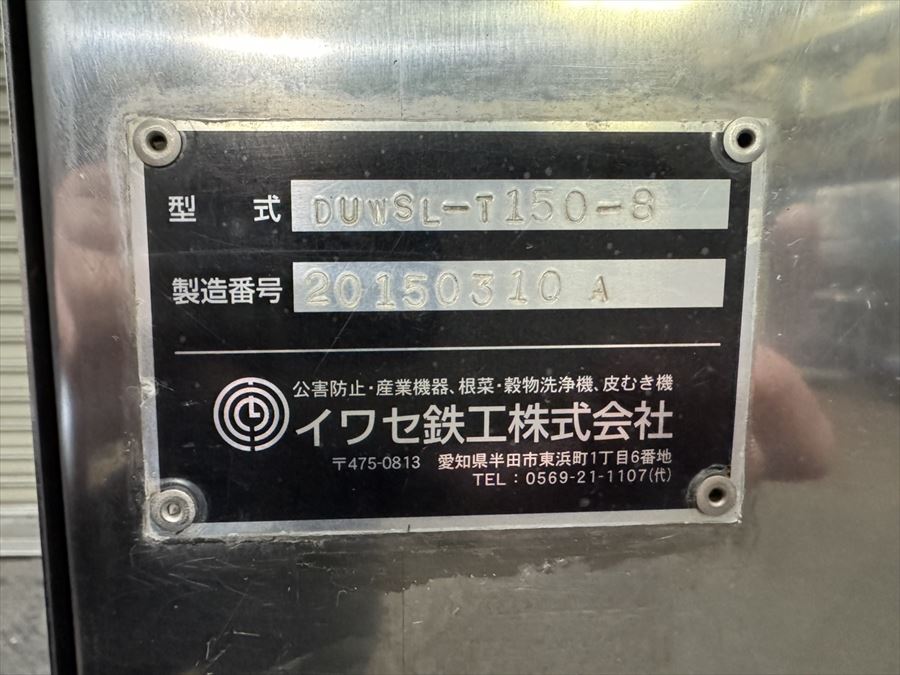 型 式 DUWSL-T150-8
製造番号 20150310 A
公害防止・産業機器、根菜・穀物洗浄機、皮むき機
イワセ鉄工株式会社
〒475-0813 愛知県半田市東浜町1丁目6番地
TEL：0569-21-1107(代)